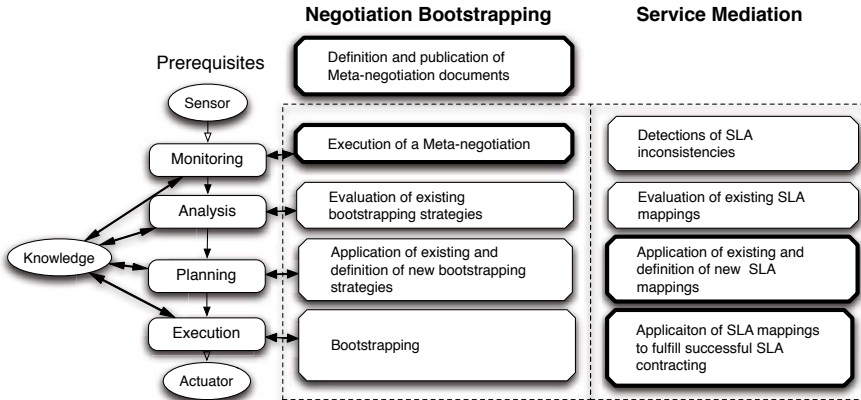 Negotiation Bootstrapping
Service Mediation
Prerequisites
Definition and publication of
Meta-negotiation documents
Sensor
Monitoring
Execution of a Meta-negotiation
Detections of SLA
inconsistencies
Analysis
Evaluation of existing
bootstrapping strategies
Evaluation of existing SLA
mappings
Knowledge
Planning
Application of existing and
definition of new bootstrapping
strategies
Application of existing and
definition of new SLA
mappings
Execution
Bootstrapping
Applicaiton of SLA mappings
to fulfill successful SLA
contracting
Actuator